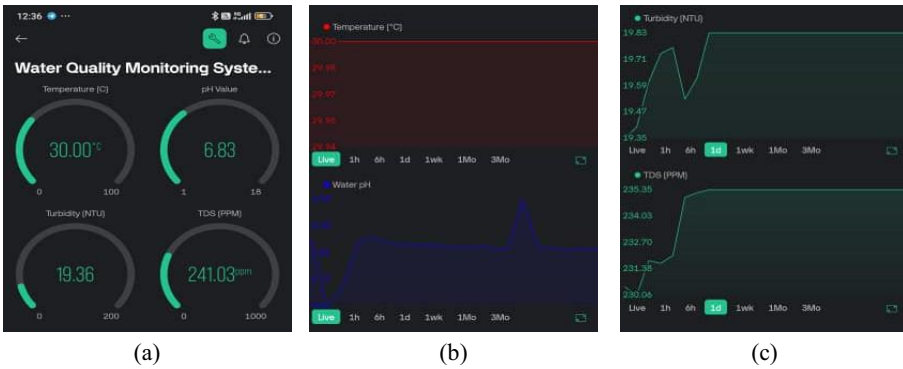 12:36
Water Quality Monitoring Syste...
Temperature (C)
pH Value
30.00°C
6.83
0 100
1 18
Turbidity (NTU)
TDS (PPM)
19.36
241.03ppm
0 200
0 1000
(a)
Temperature (°C)
30.00
29.98
29.97
Live 1h 6h 1d 1wk 1Mo 3Mo
Water pH
Live 1h 6h 1d 1wk 1Mo 3Mo
(b)
Turbidity (NTU)
19.83
19.71
19.59
19.47
19.35
Live 1h 6h 1d 1wk 1Mo 3Mo
TDS (PPM)
235.35
234.03
232.70
231.38
230.06
Live 1h 6h 1d 1wk 1Mo 3Mo
(c)